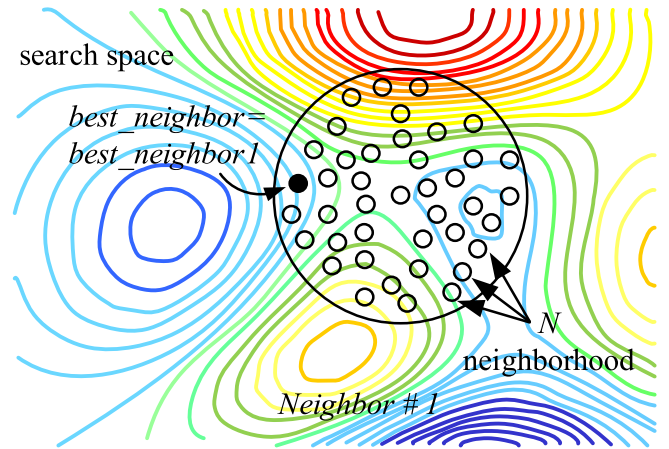 search space
best_neighbor=
best_neighbor1
N
neighborhood
Neighbor # 1